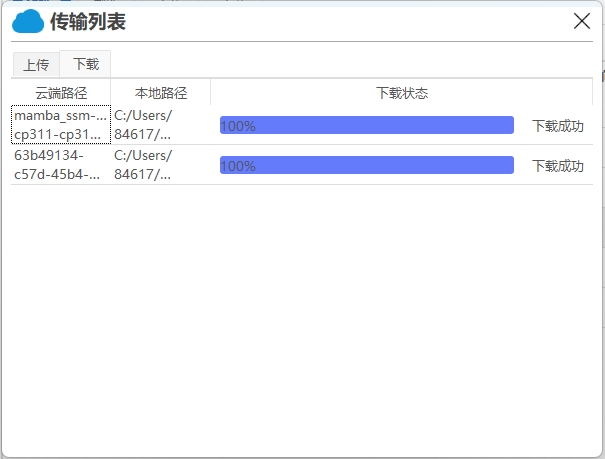 传输列表
上传 下载
云端路径 本地路径 下载状态
mamba_ssm-... C:/Users/
cp311-cp31... 84617/...
100% 下载成功
63b49134- C:/Users/
c57d-45b4-... 84617/...
100% 下载成功